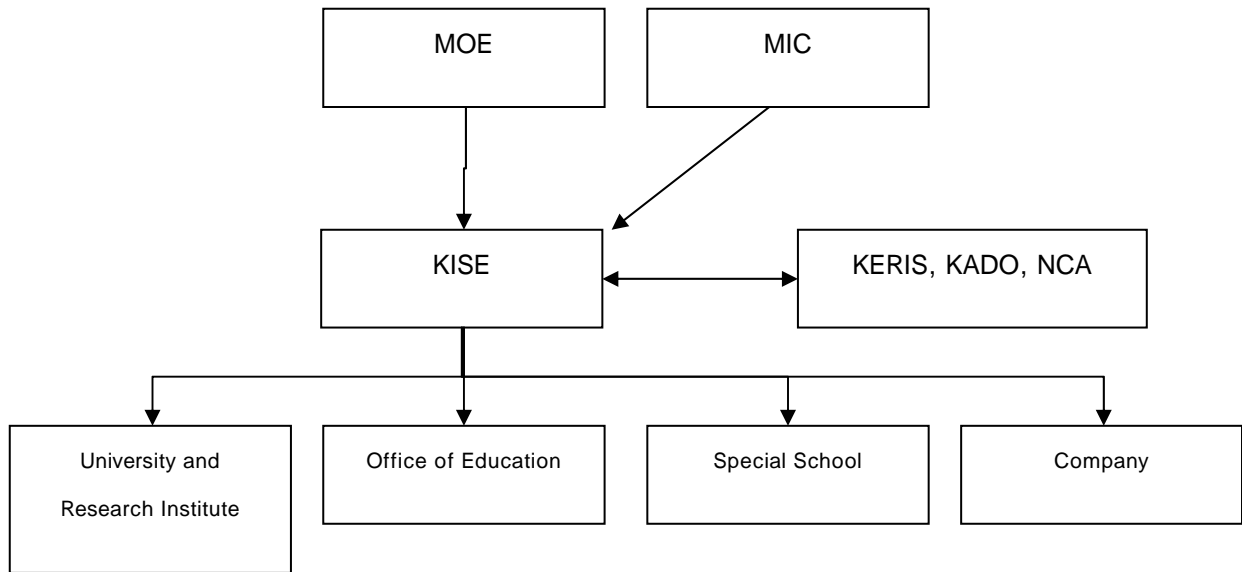 MOE
MIC
KISE
KERIS, KADO, NCA
University and
Research Institute
Office of Education
Special School
Company